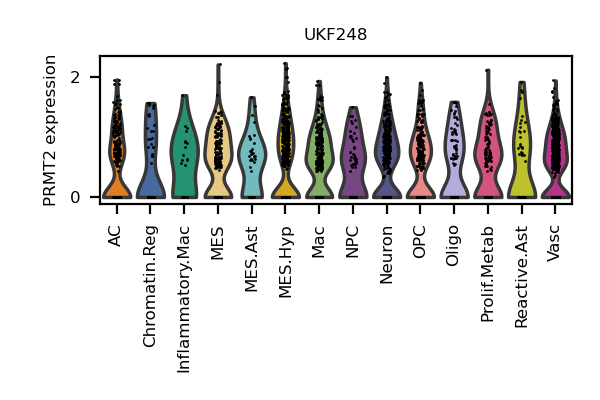 UKF248
PRMT2 expression
2
0
AC
Chromatin.Reg
Inflammatory.Mac
MES
MES.Ast
MES.Hyp
Mac
NPC
Neuron
OPC
Oligo
Prolif.Metab
Reactive.Ast
Vasc